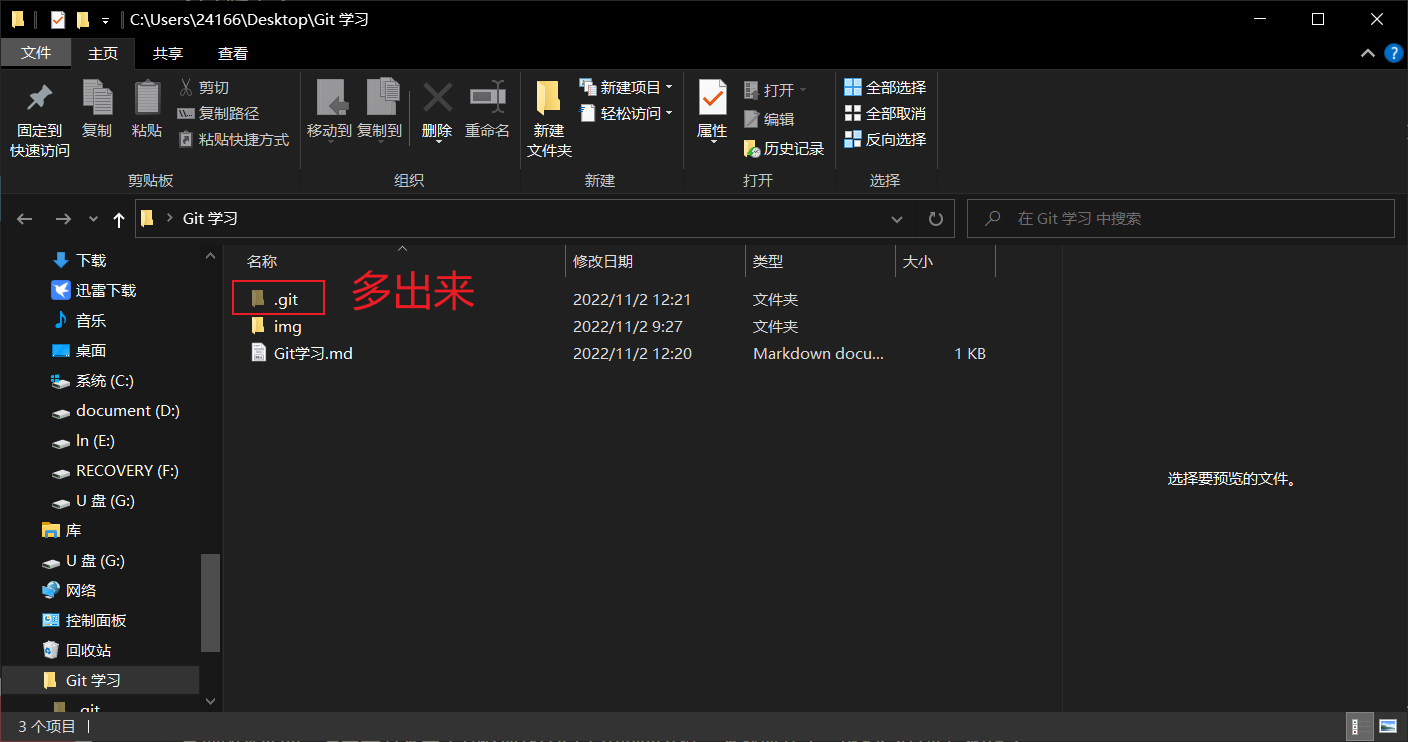 C:\Users\24166\Desktop\Git 学习
文件 主页 共享 查看
固定到
快速访问
复制
粘贴
剪切
复制路径
粘贴快捷方式
剪贴板
移动到
复制到
删除
重命名
组织
新建
文件夹
新建项目
轻松访问
新建
属性
打开
编辑
历史记录
打开
全部选择
全部取消
反向选择
选择
Git 学习
在 Git 学习 中搜索
下载
迅雷下载
音乐
桌面
系统 (C:)
document (D:)
ln (E:)
RECOVERY (F:)
U 盘 (G:)
库
U 盘 (G:)
网络
控制面板
回收站
Git 学习
.git
名称 修改日期 类型 大小
.git 2022/11/2 12:21 文件夹
多出来
img 2022/11/2 9:27 文件夹
Git学习.md 2022/11/2 12:20 Markdown docu... 1 KB
选择要预览的文件。
3 个项目